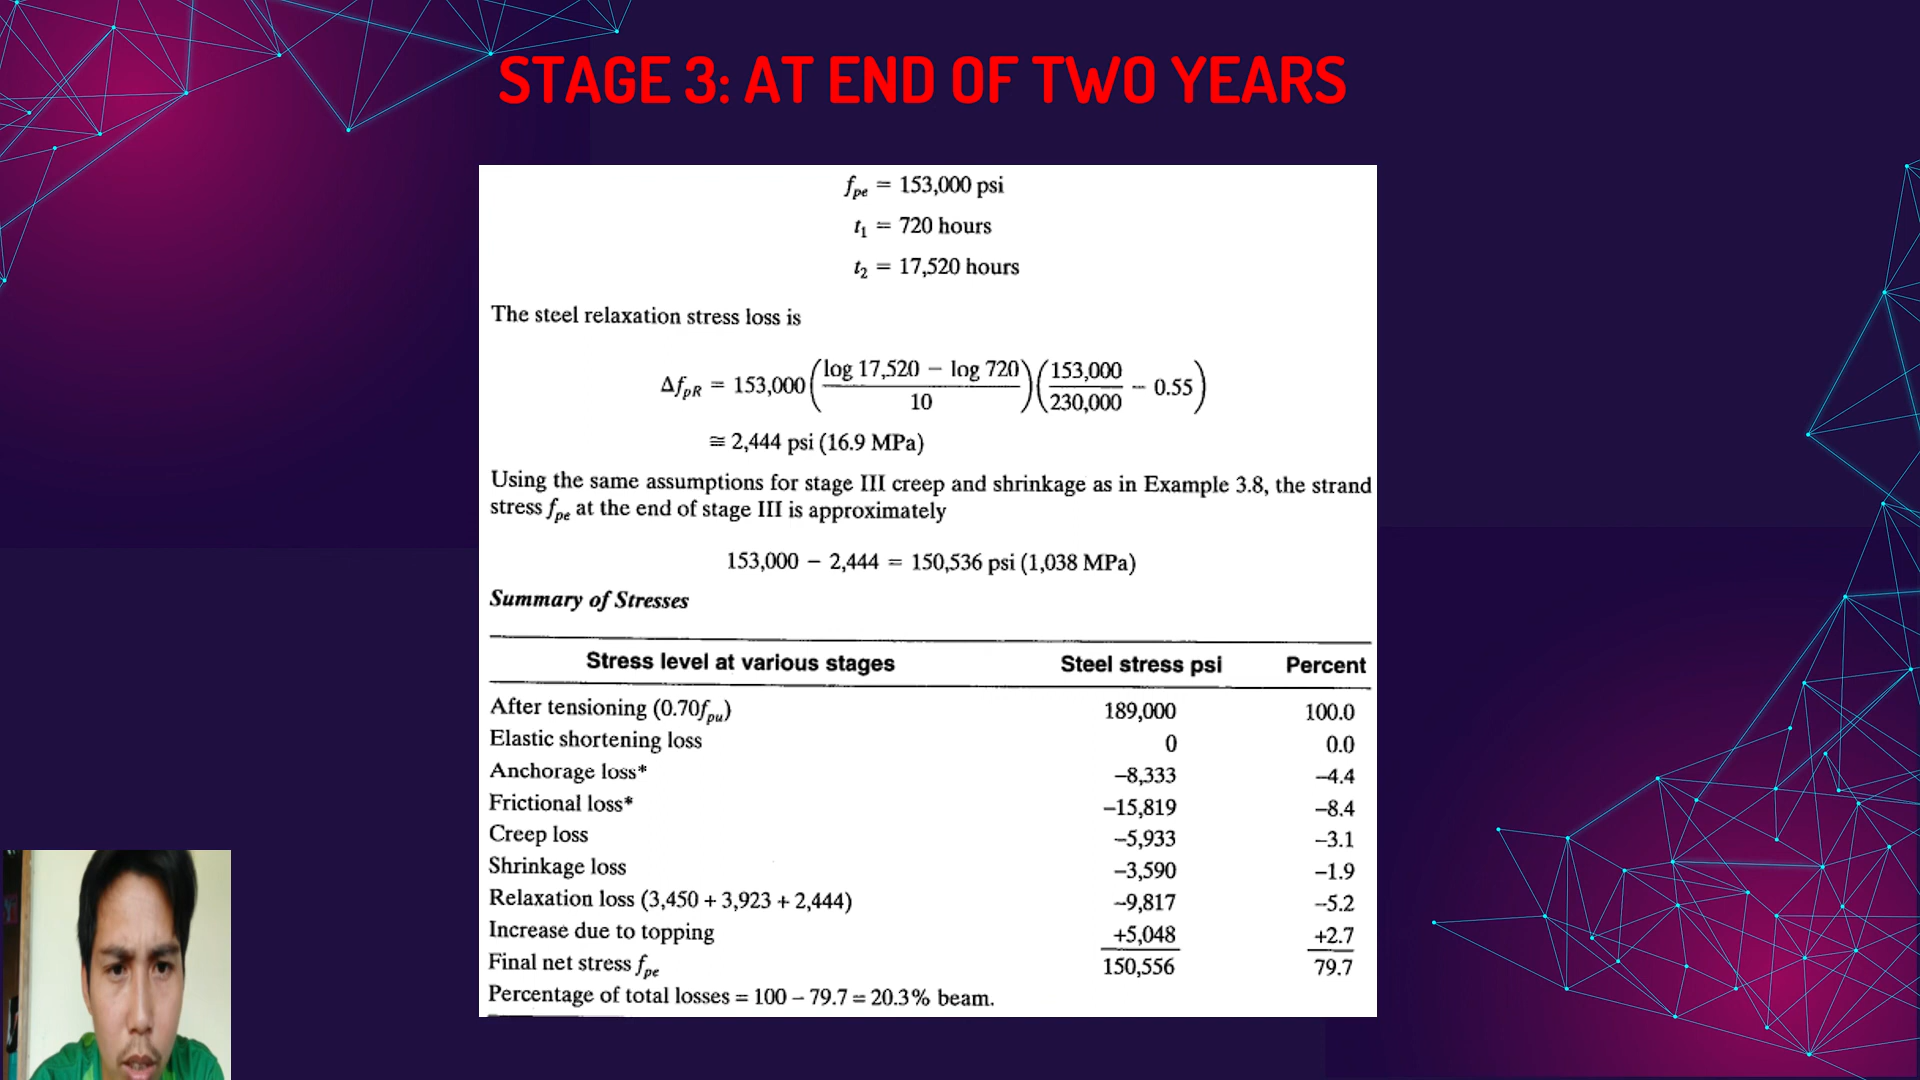 STAGE 3: AT END OF TWO YEARS
fpe = 153,000 psi
t1 = 720 hours
t2 = 17,520 hours
The steel relaxation stress loss is
ΔfpR = 153,000 ((log 17,520 − log 720) / 10) (153,000 / 230,000 − 0.55)
≅ 2,444 psi (16.9 MPa)
Using the same assumptions for stage III creep and shrinkage as in Example 3.8, the strand
stress fpe at the end of stage III is approximately
153,000 − 2,444 = 150,536 psi (1,038 MPa)
Summary of Stresses
Stress level at various stages Steel stress psi Percent
After tensioning (0.70fpu) 189,000 100.0
Elastic shortening loss 0 0.0
Anchorage loss* −8,333 −4.4
Frictional loss* −15,819 −8.4
Creep loss −5,933 −3.1
Shrinkage loss −3,590 −1.9
Relaxation loss (3,450 + 3,923 + 2,444) −9,817 −5.2
Increase due to topping +5,048 +2.7
Final net stress fpe 150,556 79.7
Percentage of total losses = 100 − 79.7 = 20.3% beam.